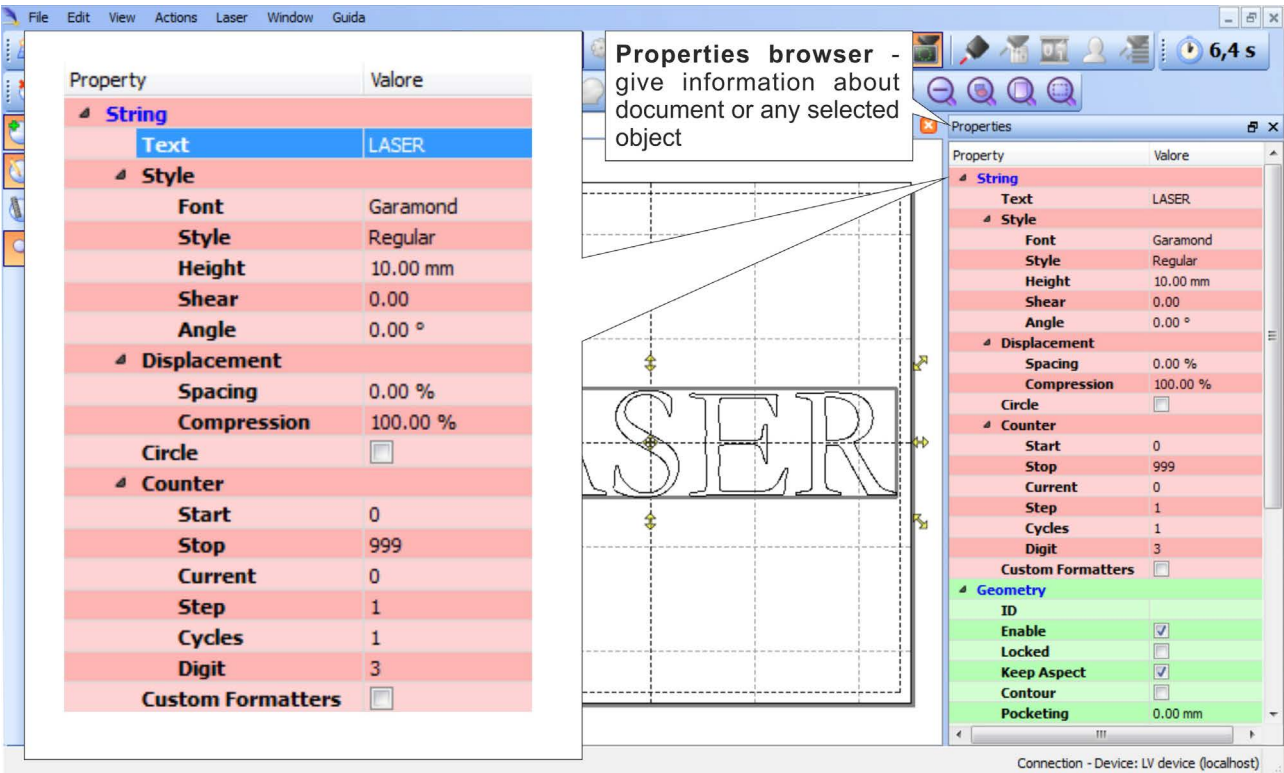 File Edit View Actions Laser Window Guida
6,4 s
Properties browser -
give information about
document or any selected
object
Property Valore
String
Text LASER
Style
Font Garamond
Style Regular
Height 10.00 mm
Shear 0.00
Angle 0.00 °
Displacement
Spacing 0.00 %
Compression 100.00 %
Circle
Counter
Start 0
Stop 999
Current 0
Step 1
Cycles 1
Digit 3
Custom Formatters
ASER
Properties
Property Valore
String
Text LASER
Style
Font Garamond
Style Regular
Height 10.00 mm
Shear 0.00
Angle 0.00 °
Displacement
Spacing 0.00 %
Compression 100.00 %
Circle
Counter
Start 0
Stop 999
Current 0
Step 1
Cycles 1
Digit 3
Custom Formatters
Geometry
ID
Enable
Locked
Keep Aspect
Contour
Pocketing 0.00 mm
Connection - Device: LV device (localhost)